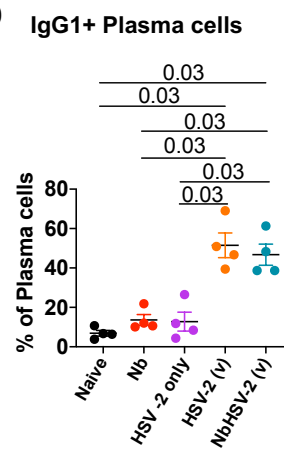 )
IgG1+ Plasma cells
0.03
0.03
0.03
0.03
0.03
0.03
% of Plasma cells
80
60
40
20
0
Naive
Nb
HSV -2 only
HSV-2 (v)
NbHSV-2 (v)